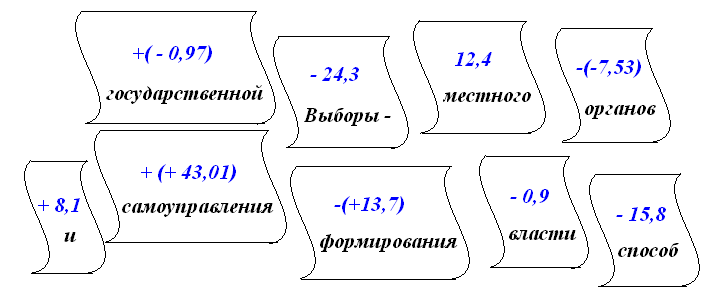 +( - 0,97)
государственной
- 24,3
Выборы -
12,4
местного
-(-7,53)
органов
+ 8,1
и
+ (+ 43,01)
самоуправления
-(+13,7)
формирования
- 0,9
власти
- 15,8
способ